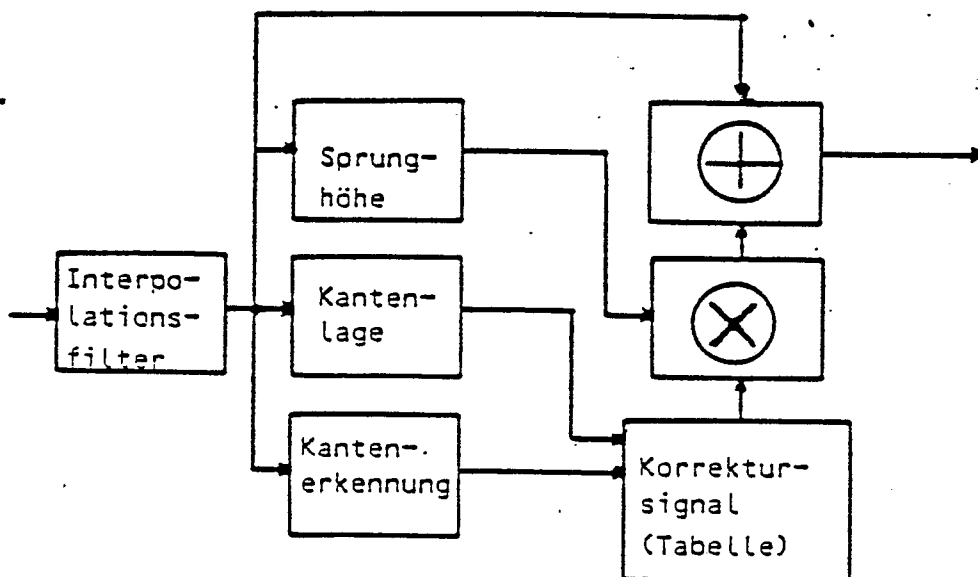 Sprung-
höhe
Interpo-
lations-
filter
Kanten-
lage
Kanten-
erkennung
Korrektur-
signal
(Tabelle)